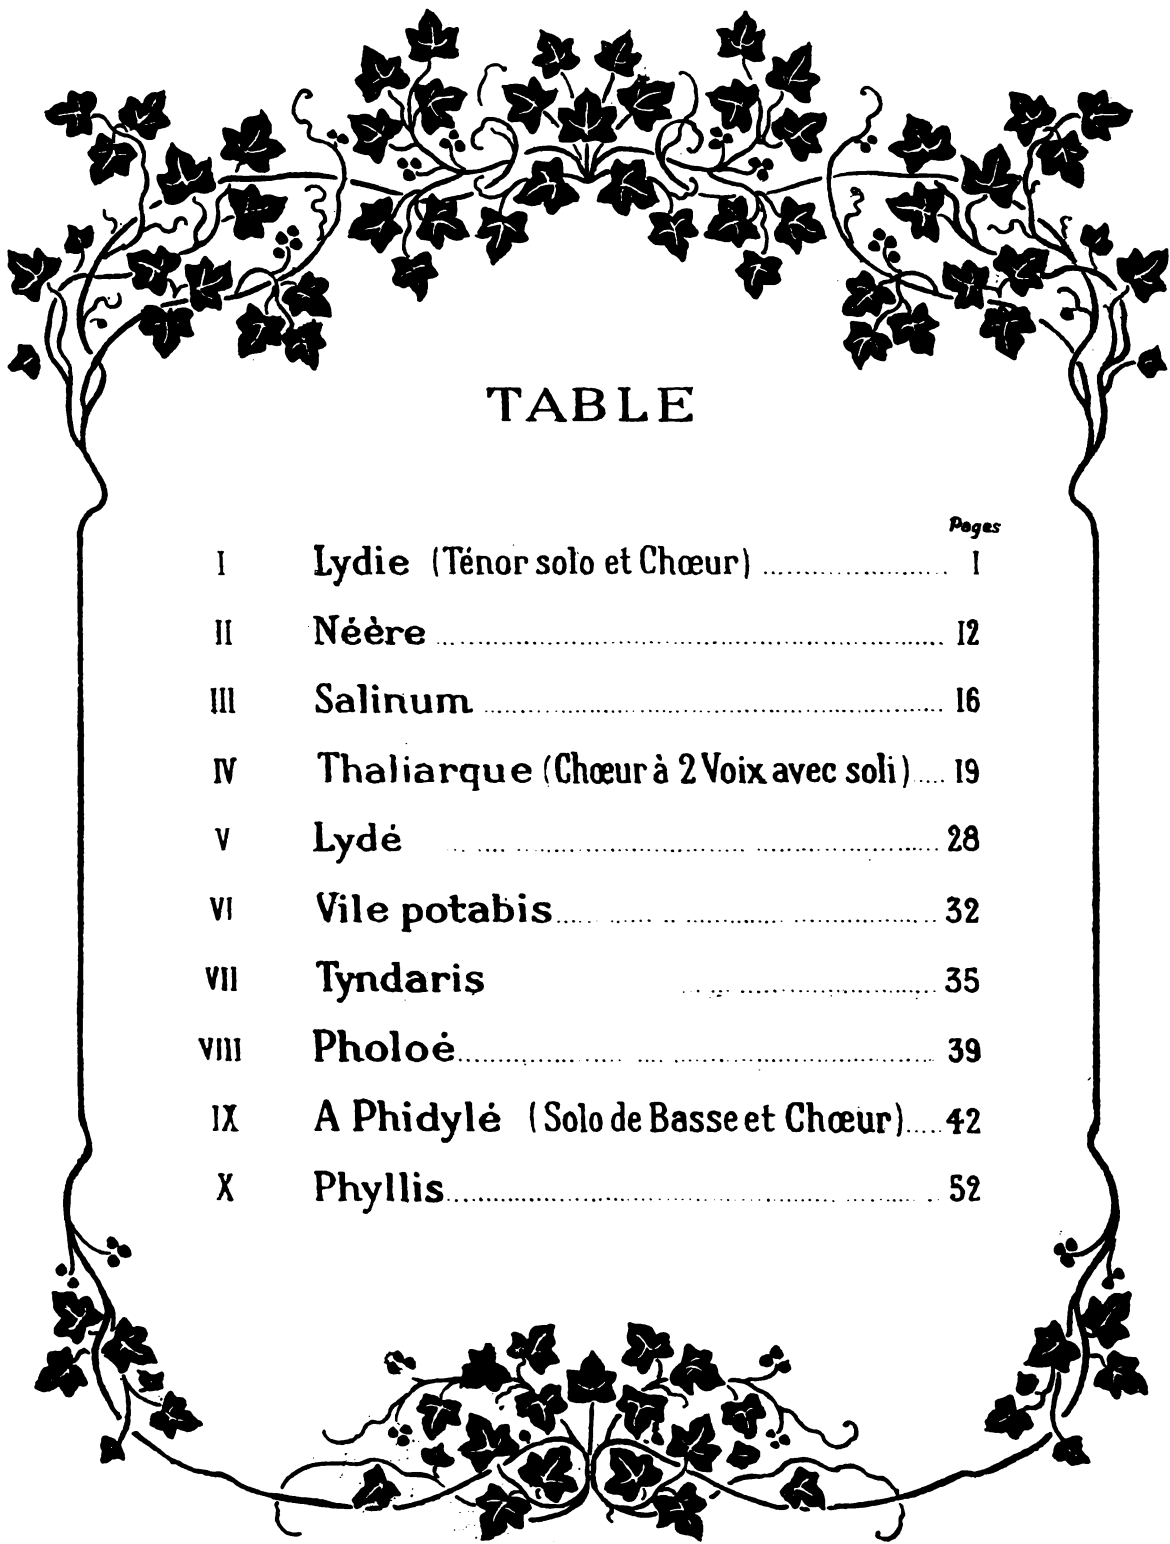 TABLE
Pages
I Lydie (Ténor solo et Chœur) ........................ 1
II Néère ........................ 12
III Salinum ........................ 16
IV Thaliarque (Chœur à 2 Voix avec soli) .... 19
V Lydé ........................ 28
VI Vile potabis ........................ 32
VII Tyndaris ........................ 35
VIII Pholoé ........................ 39
IX A Phidylé (Solo de Basse et Chœur) ..... 42
X Phyllis ........................ 52